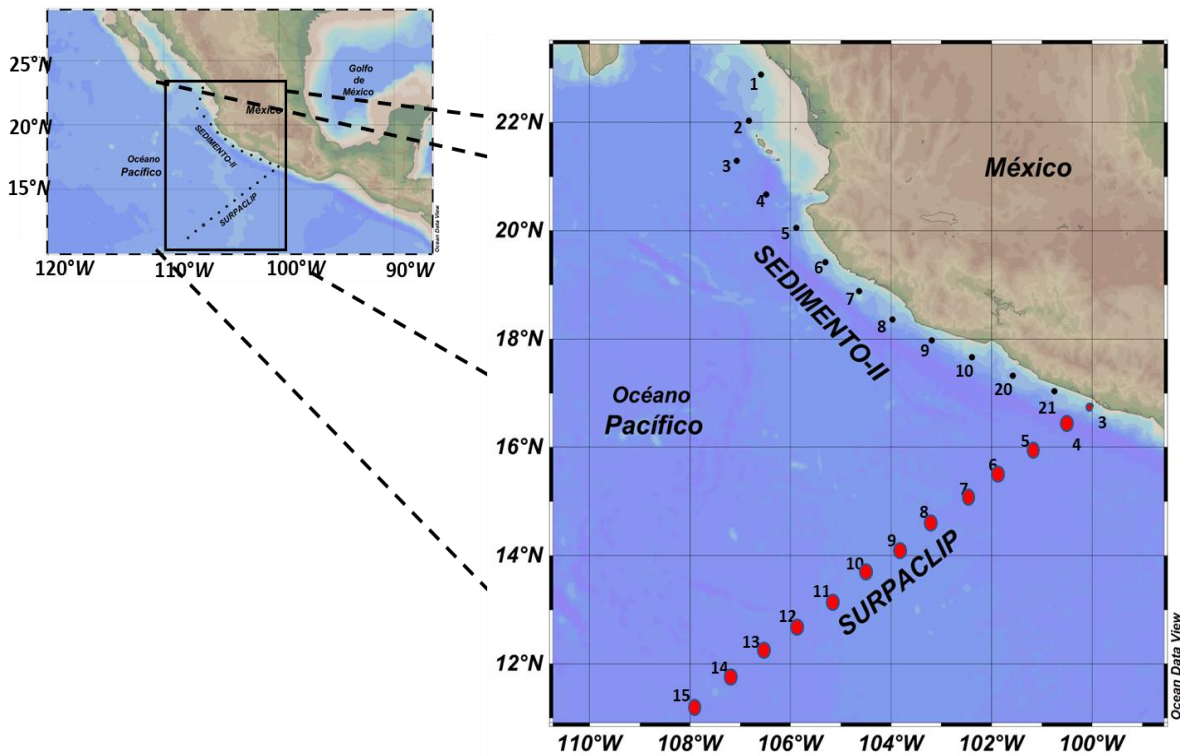 25°N
20°N
15°N
120°W
110°W
100°W
90°W
Golfo
de
México
México
SEDIMENTO-II
Océano
Pacífico
SURPACLIP
Ocean Data View
22°N
20°N
18°N
16°N
14°N
12°N
110°W
108°W
106°W
104°W
102°W
100°W
México
1
2
3
4
5
6
7
8
9
10
20
21
SEDIMENTO-II
Océano
Pacífico
3
4
5
6
7
8
9
10
11
12
13
14
15
SURPACLIP
Ocean Data View